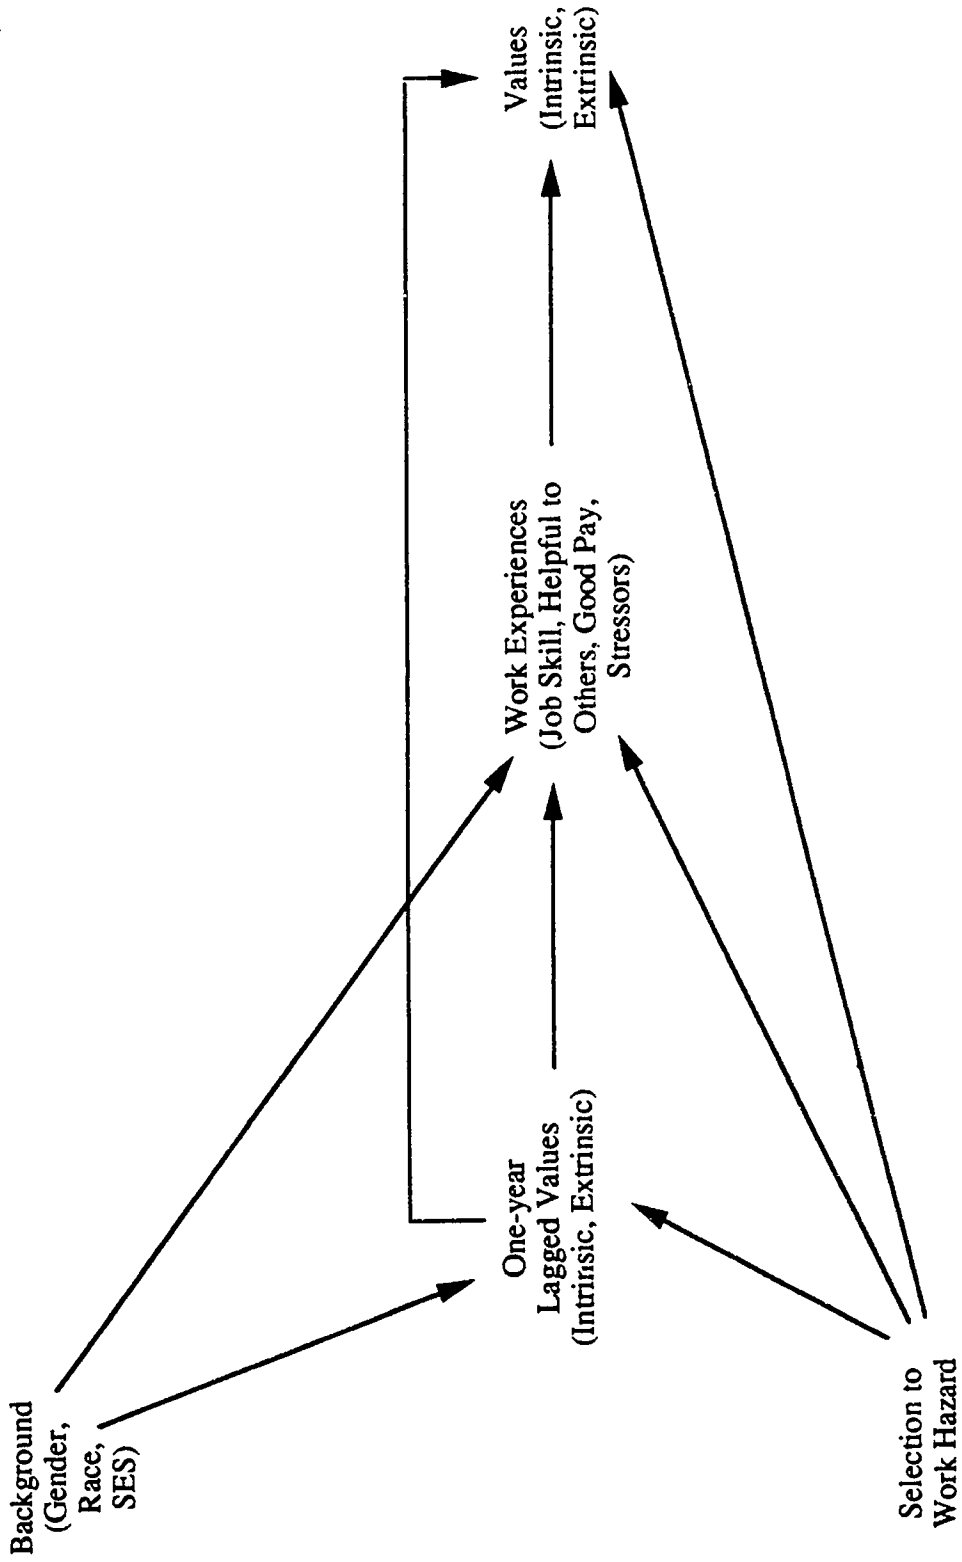 Background
(Gender,
Race,
SES)
One-year
Lagged Values
(Intrinsic, Extrinsic)
Work Experiences
(Job Skill, Helpful to
Others, Good Pay,
Stressors)
Values
(Intrinsic,
Extrinsic)
Selection to
Work Hazard